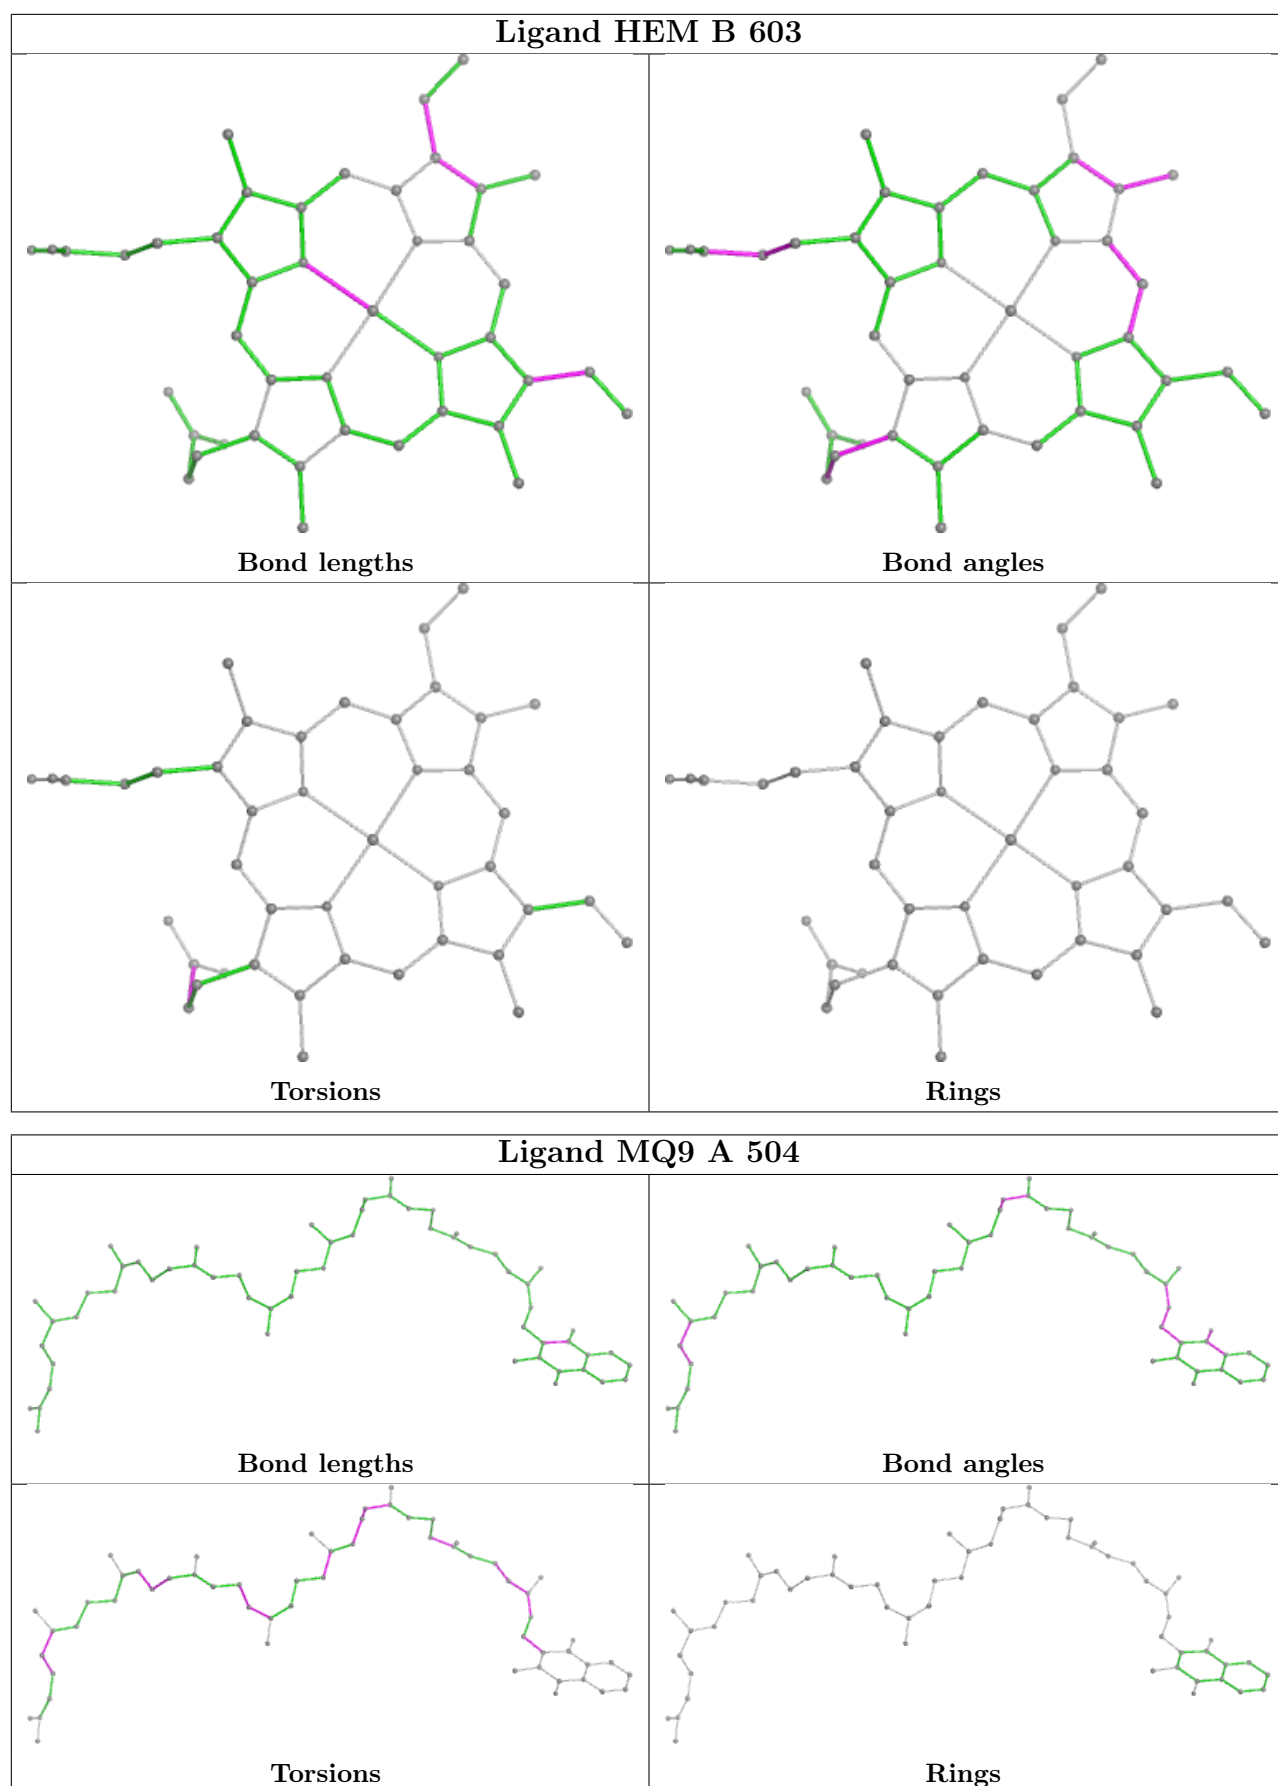 Ligand HEM B 603
Bond lengths
Bond angles
Torsions
Rings
Ligand MQ9 A 504
Bond lengths
Bond angles
Torsions
Rings